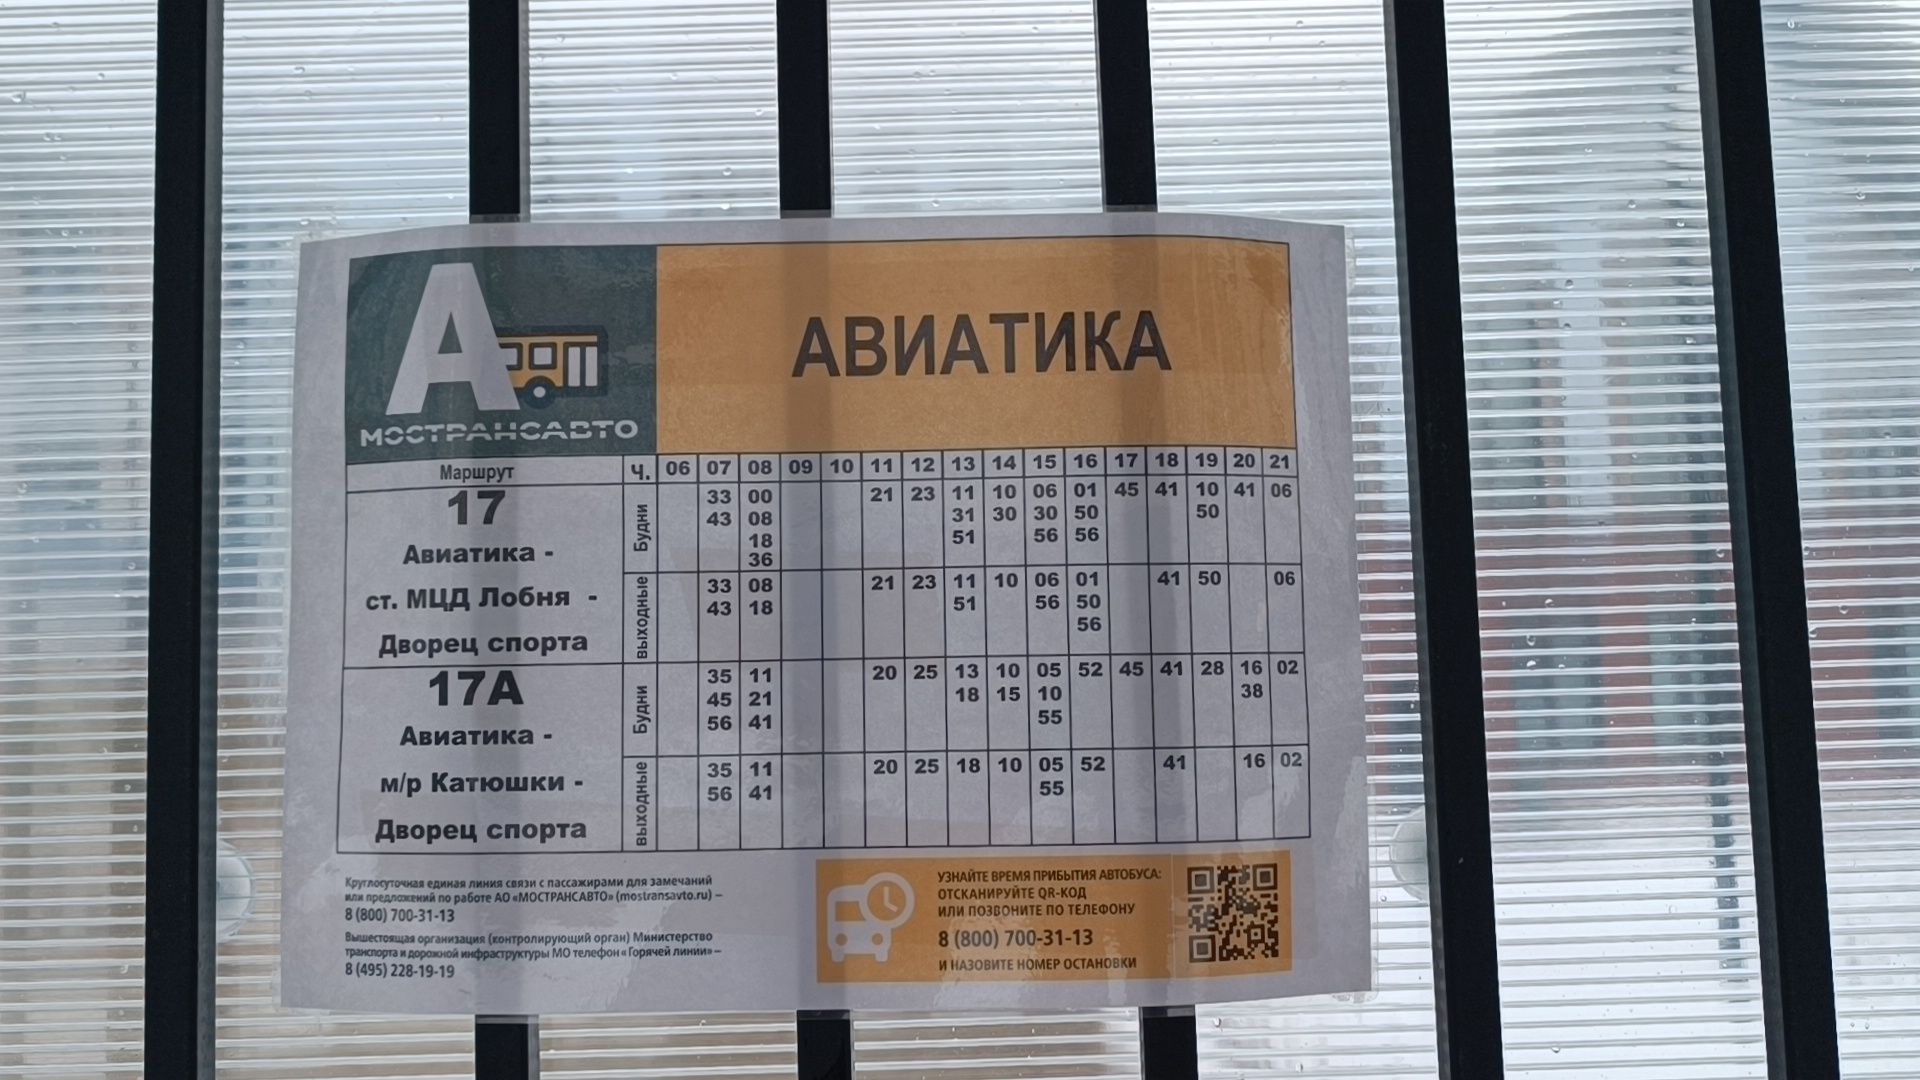 А
МОСТРАНСАВТО
АВИАТИКА
Маршрут Ч. 06 07 08 09 10 11 12 13 14 15 16 17 18 19 20 21
17
Авиатика -
ст. МЦД Лобня -
Дворец спорта
Будни
33 00 21 23 11 10 06 01 45 41 10 41 06
43 08 31 30 30 50 50
18 51 56 56
36
выходные
33 08 21 23 11 10 06 01 41 50 06
43 18 51 56 50
56
17А
Авиатика -
м/р Катюшки -
Дворец спорта
Будни
35 11 20 25 13 10 05 52 45 41 28 16 02
45 21 18 15 10 38
56 41 55
выходные
35 11 20 25 18 10 05 52 41 16 02
56 41 55
Круглосуточная единая линия связи с пассажирами для замечаний
или предложений по работе АО «МОСТРАНСАВТО» (mostransavto.ru) –
8 (800) 700-31-13
Вышестоящая организация (контролирующий орган) Министерство
транспорта и дорожной инфраструктуры МО телефон «Горячей линии» –
8 (495) 228-19-19
УЗНАЙТЕ ВРЕМЯ ПРИБЫТИЯ АВТОБУСА:
ОТСКАНИРУЙТЕ QR-КОД
ИЛИ ПОЗВОНИТЕ ПО ТЕЛЕФОНУ
8 (800) 700-31-13
И НАЗОВИТЕ НОМЕР ОСТАНОВКИ